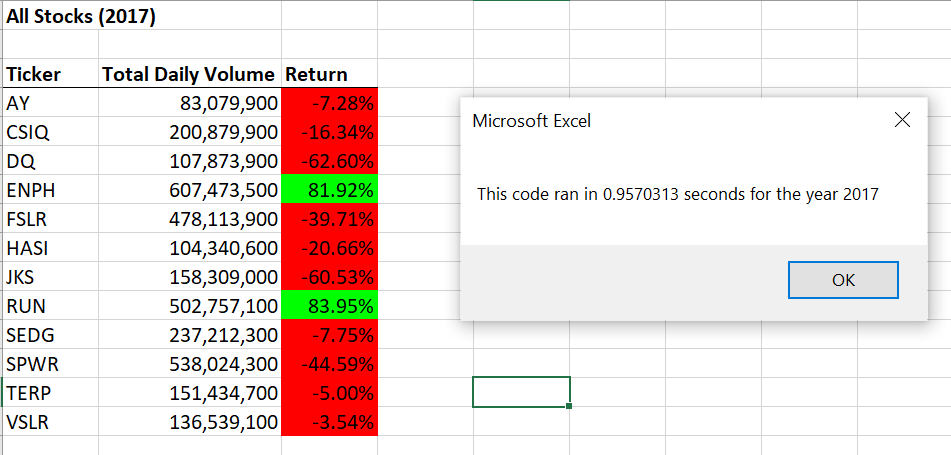 All Stocks (2017)
Ticker Total Daily Volume Return
AY 83,079,900 -7.28%
CSIQ 200,879,900 -16.34%
DQ 107,873,900 -62.60%
ENPH 607,473,500 81.92%
FSLR 478,113,900 -39.71%
HASI 104,340,600 -20.66%
JKS 158,309,000 -60.53%
RUN 502,757,100 83.95%
SEDG 237,212,300 -7.75%
SPWR 538,024,300 -44.59%
TERP 151,434,700 -5.00%
VSLR 136,539,100 -3.54%
Microsoft Excel
This code ran in 0.9570313 seconds for the year 2017
OK